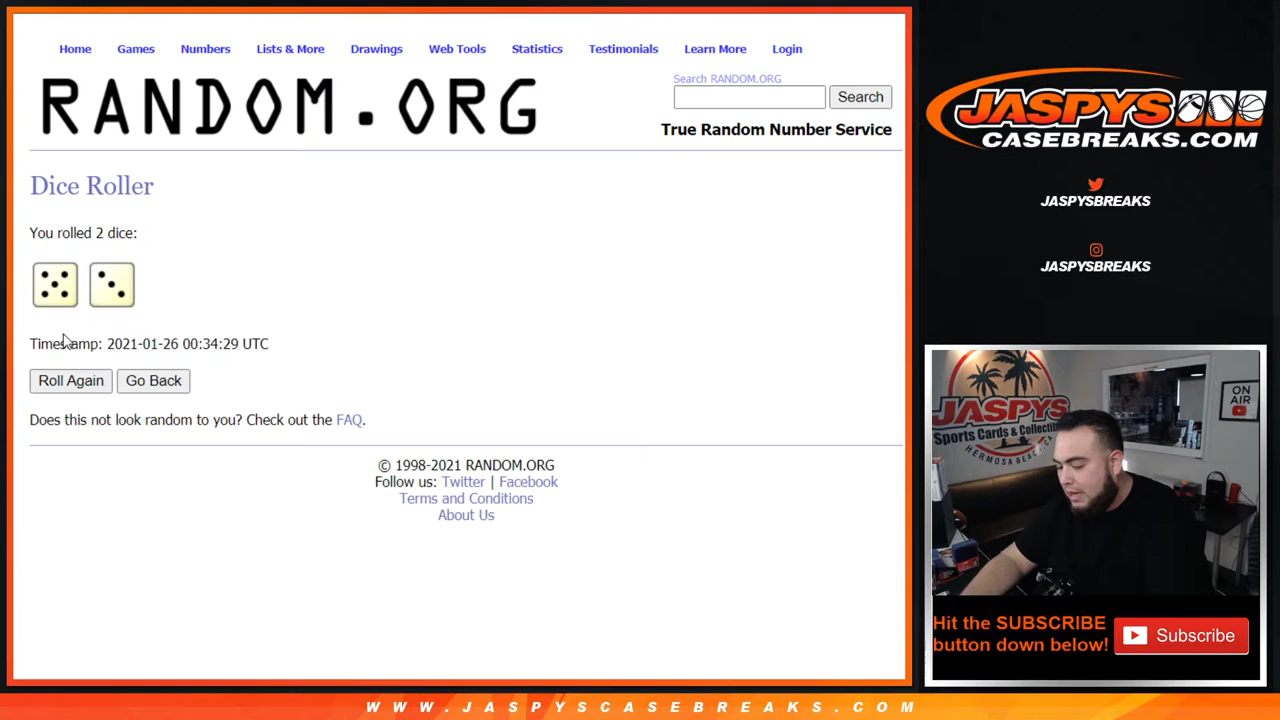 Home Games Numbers Lists & More Drawings Web Tools Statistics Testimonials Learn More Login
RANDOM.ORG
Search RANDOM.ORG
Search
True Random Number Service
Dice Roller
You rolled 2 dice:
Timestamp: 2021-01-26 00:34:29 UTC
Roll Again Go Back
Does this not look random to you? Check out the FAQ.
© 1998-2021 RANDOM.ORG
Follow us: Twitter | Facebook
Terms and Conditions
About Us
JASPYS
CASEBREAKS.COM
JASPYSBREAKS
JASPYSBREAKS
JASPYS
Sports Cards & Collectibl
HERMOSA BEACH
ON
AIR
Hit the SUBSCRIBE
button down below!
Subscribe
WWW.JASPYSCASEBREAKS.COM